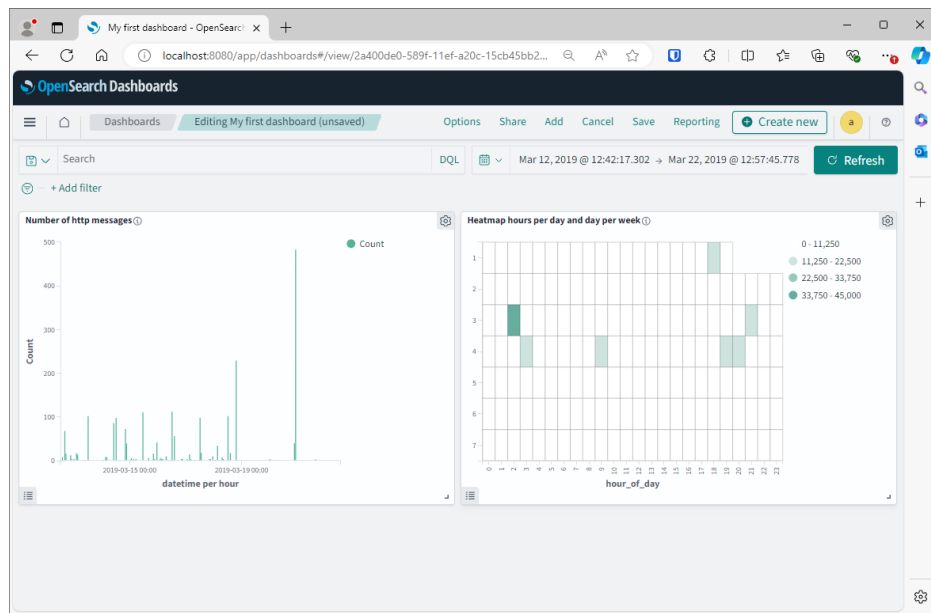 My first dashboard - OpenSearch
localhost:8080/app/dashboards#/view/2a400de0-589f-11ef-a20c-15cb45bb2...
OpenSearch Dashboards
Dashboards Editing My first dashboard (unsaved) Options Share Add Cancel Save Reporting Create new a
Search DQL Mar 12, 2019 @ 12:42:17.302 → Mar 22, 2019 @ 12:57:45.778 Refresh
+ Add filter
Number of http messages
Count
500
400
300
200
100
0
Count
2019-03-15 00:00 2019-03-19 00:00
datetime per hour
Heatmap hours per day and day per week
0 - 11,250
11,250 - 22,500
22,500 - 33,750
33,750 - 45,000
1
2
3
4
5
6
7
0 1 2 3 4 5 6 7 8 9 10 11 12 13 14 15 16 17 18 19 20 21 22 23
hour_of_day